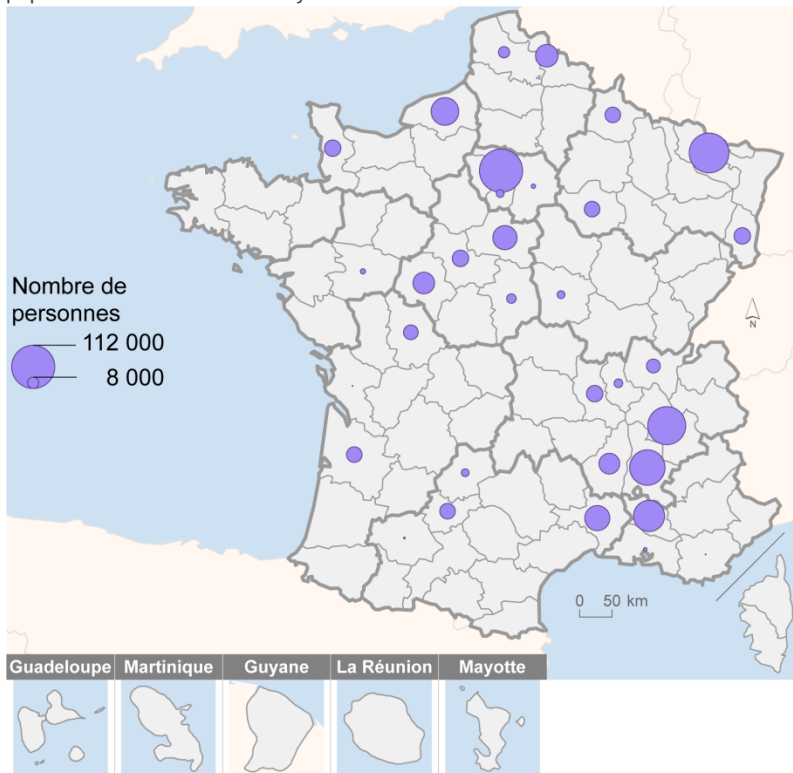 Nombre de
personnes
112 000
8 000
N
0 50 km
Guadeloupe Martinique Guyane La Réunion Mayotte